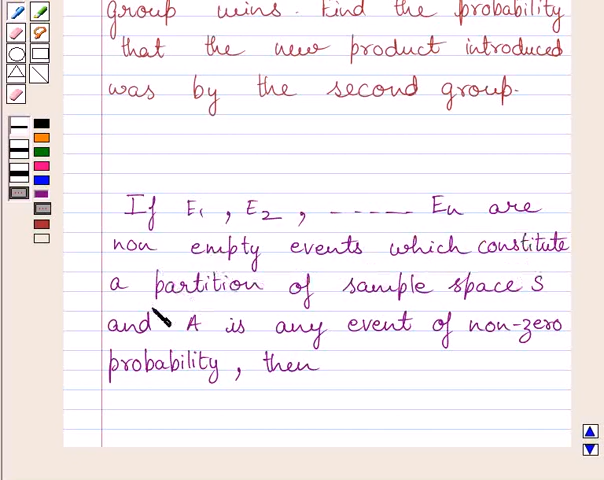 group wins. Find the probability
that the new product introduced
was by the second group.
If E₁, E₂, ------ En are
non empty events which constitute
a partition of sample space S
and A is any event of non-zero
probability, then